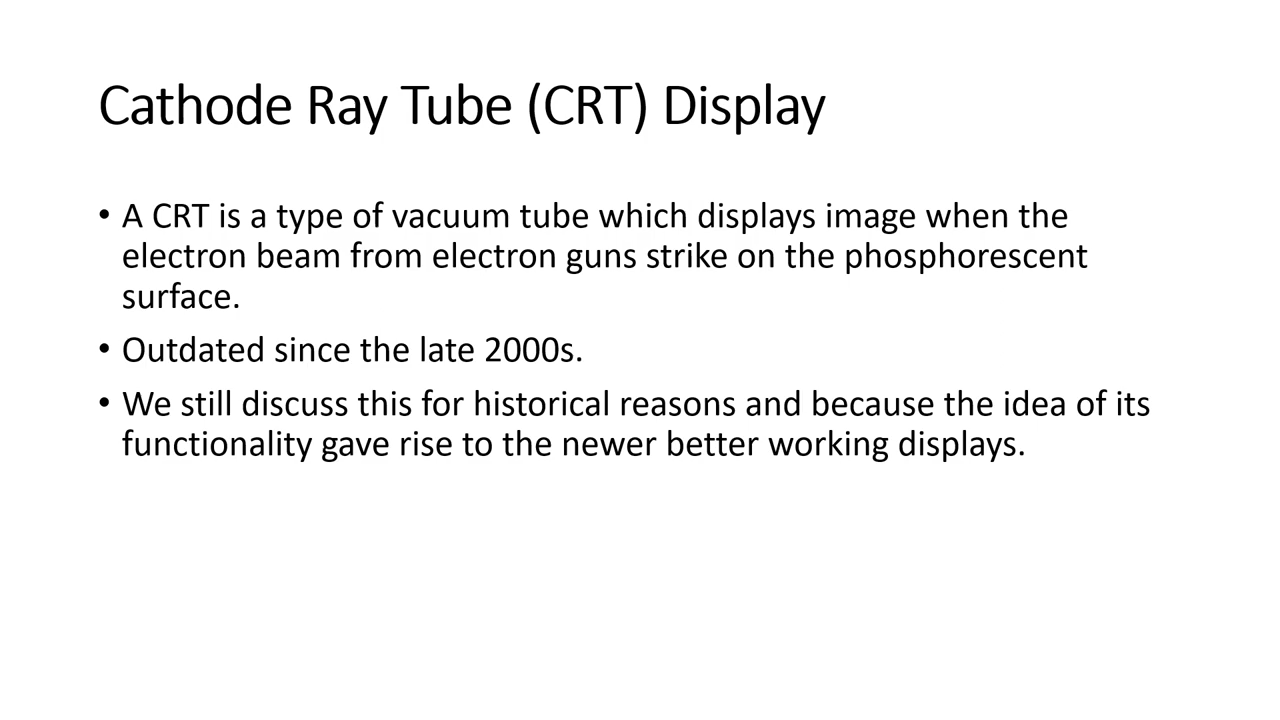 Cathode Ray Tube (CRT) Display
• A CRT is a type of vacuum tube which displays image when the
electron beam from electron guns strike on the phosphorescent
surface.
• Outdated since the late 2000s.
• We still discuss this for historical reasons and because the idea of its
functionality gave rise to the newer better working displays.